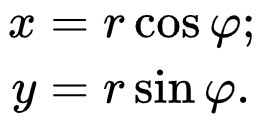 x = r cos φ;
y = r sin φ.